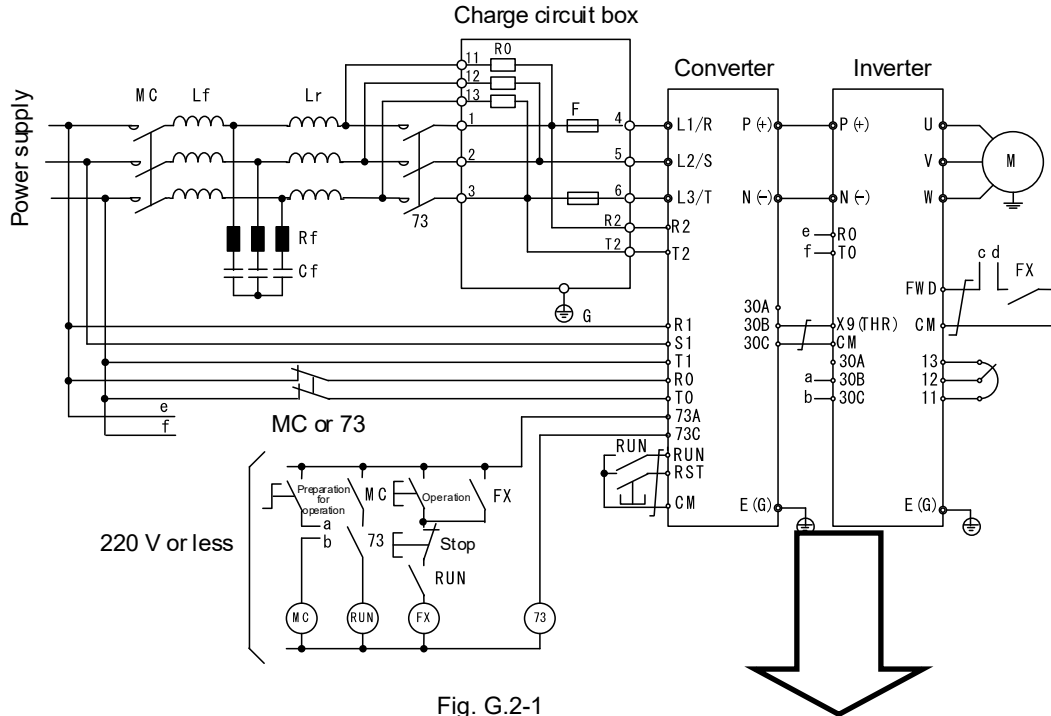 Charge circuit box
11 R0
12
13
Converter
Inverter
Power supply
MC Lf Lr
1 F 4 L1/R P(+) P(+) U
2 5 L2/S V M
3 6 L3/T N(-) N(-) W
73
R2 R2
T2 T2
Rf
Cf
e R0
f T0
c d FX
FWD
G
30A
R1 30B X9(THR) CM
S1 30C CM
T1 30A 13
R0 a 30B 12
T0 b 30C 11
e
f
MC or 73
73A
73C
RUN RUN
RST
CM
E(G) E(G)
220 V or less
Preparation for operation
MC
Operation
FX
a
b
73
Stop
RUN
MC RUN FX 73
Fig. G.2-1